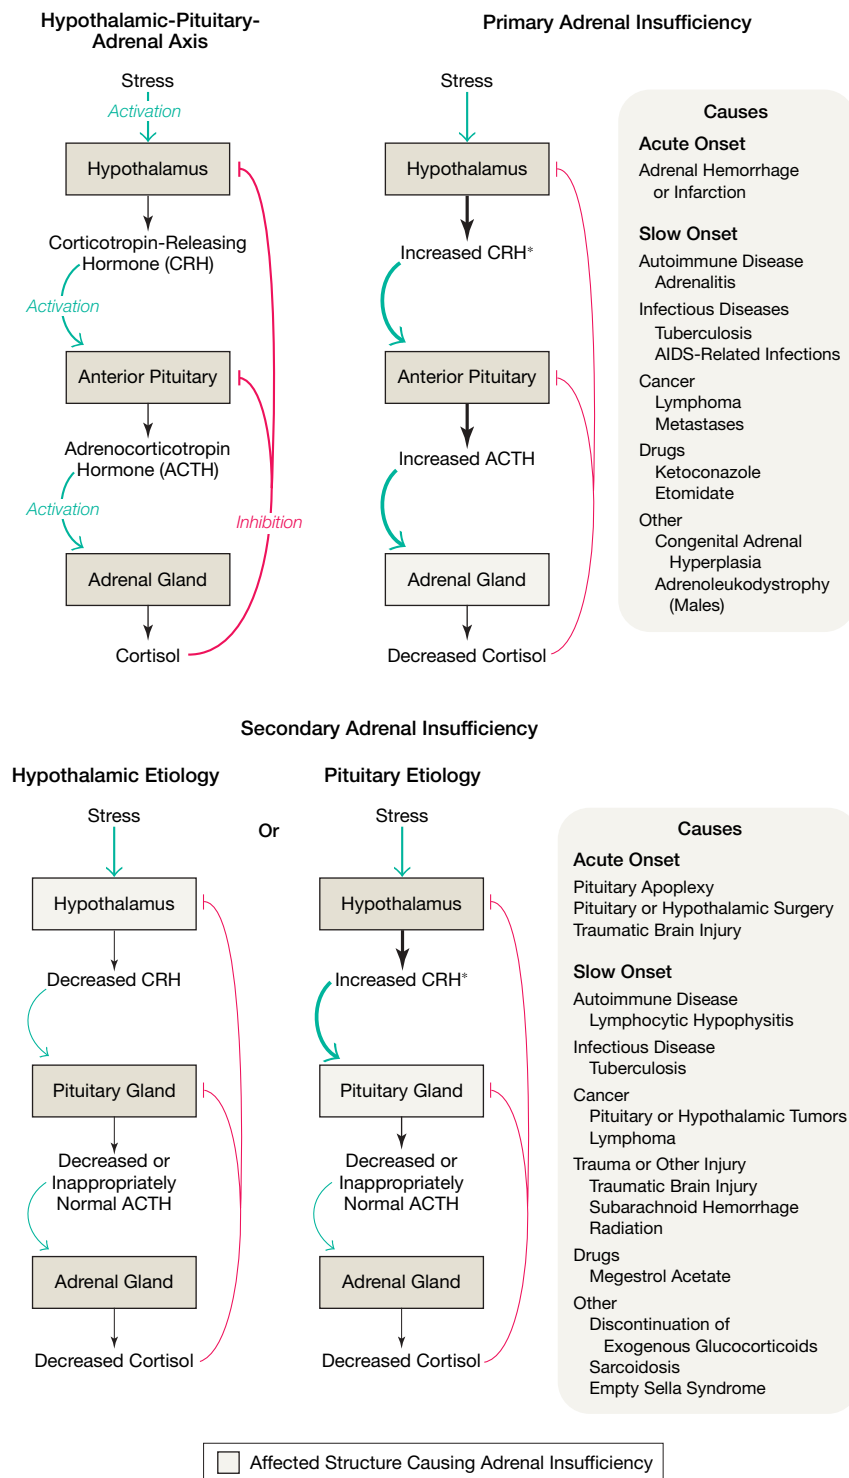 Hypothalamic-Pituitary-
Adrenal Axis
Stress
Activation
Hypothalamus
Corticotropin-Releasing
Hormone (CRH)
Activation
Anterior Pituitary
Adrenocorticotropin
Hormone (ACTH)
Activation
Inhibition
Adrenal Gland
Cortisol
Primary Adrenal Insufficiency
Stress
Hypothalamus
Increased CRH*
Anterior Pituitary
Increased ACTH
Adrenal Gland
Decreased Cortisol
Causes
Acute Onset
Adrenal Hemorrhage
or Infarction
Slow Onset
Autoimmune Disease
Adrenalitis
Infectious Diseases
Tuberculosis
AIDS-Related Infections
Cancer
Lymphoma
Metastases
Drugs
Ketoconazole
Etomidate
Other
Congenital Adrenal
Hyperplasia
Adrenoleukodystrophy
(Males)
Secondary Adrenal Insufficiency
Hypothalamic Etiology
Stress
Hypothalamus
Decreased CRH
Pituitary Gland
Decreased or
Inappropriately
Normal ACTH
Adrenal Gland
Decreased Cortisol
Or
Pituitary Etiology
Stress
Hypothalamus
Increased CRH*
Pituitary Gland
Decreased or
Inappropriately
Normal ACTH
Adrenal Gland
Decreased Cortisol
Causes
Acute Onset
Pituitary Apoplexy
Pituitary or Hypothalamic Surgery
Traumatic Brain Injury
Slow Onset
Autoimmune Disease
Lymphocytic Hypophysitis
Infectious Disease
Tuberculosis
Cancer
Pituitary or Hypothalamic Tumors
Lymphoma
Trauma or Other Injury
Traumatic Brain Injury
Subarachnoid Hemorrhage
Radiation
Drugs
Megestrol Acetate
Other
Discontinuation of
Exogenous Glucocorticoids
Sarcoidosis
Empty Sella Syndrome
Affected Structure Causing Adrenal Insufficiency